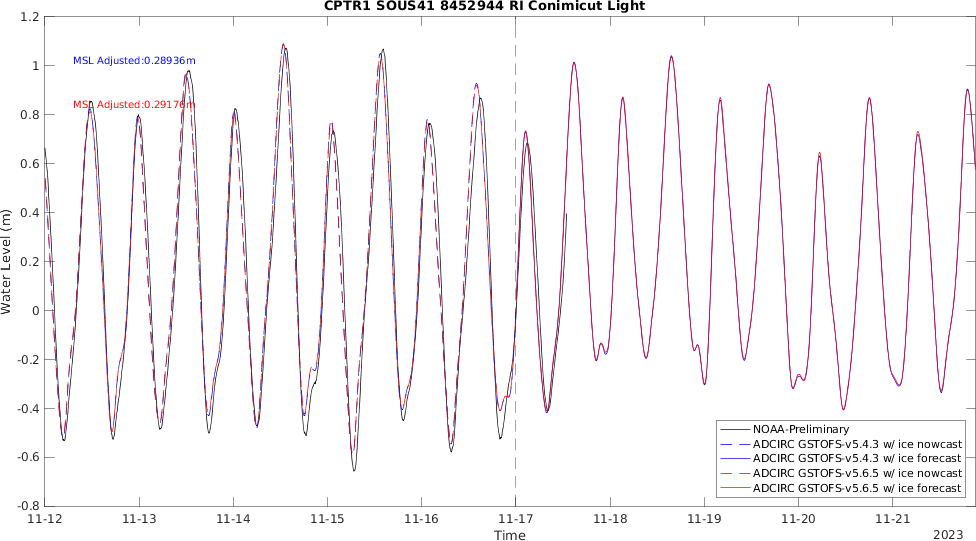 CPTR1 SOUS41 8452944 RI Conimicut Light
1.2
1
0.8
0.6
0.4
0.2
0
-0.2
-0.4
-0.6
-0.8
Water Level (m)
MSL Adjusted:0.28936m
MSL Adjusted:0.29176m
NOAA-Preliminary
ADCIRC GSTOFS-v5.4.3 w/ ice nowcast
ADCIRC GSTOFS-v5.4.3 w/ ice forecast
ADCIRC GSTOFS-v5.6.5 w/ ice nowcast
ADCIRC GSTOFS-v5.6.5 w/ ice forecast
11-12 11-13 11-14 11-15 11-16 11-17 11-18 11-19 11-20 11-21
Time
2023